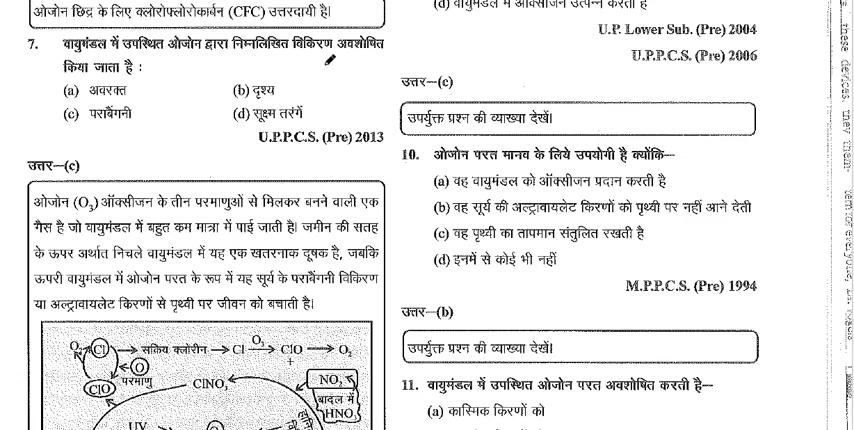 ओजोन छिद्र के लिए क्लोरोफ्लोरोकार्बन (CFC) उत्तरदायी है।
7. वायुमंडल में उपस्थित ओजोन द्वारा निम्नलिखित विकिरण अवशोषित
किया जाता है :
(a) अवरक्त (b) दृश्य
(c) पराबैंगनी (d) सूक्ष्म तरंगें
U.P.P.C.S. (Pre) 2013
उत्तर—(c)
ओजोन (O₃) ऑक्सीजन के तीन परमाणुओं से मिलकर बनने वाली एक
गैस है जो वायुमंडल में बहुत कम मात्रा में पाई जाती है। जमीन की सतह
के ऊपर अर्थात निचले वायुमंडल में यह एक खतरनाक दूषक है, जबकि
ऊपरी वायुमंडल में ओजोन परत के रूप में यह सूर्य के पराबैंगनी विकिरण
या अल्ट्रावायलेट किरणों से पृथ्वी पर जीवन को बचाती है।
O₂ Cl सक्रिय क्लोरीन Cl O₃ ClO O₂
+
O
ClO परमाणु ClNO₃ NO₂
बादल में
HNO₃
UV
(d) वायुमंडल में ऑक्सीजन उत्पन्न करती है
U.P. Lower Sub. (Pre) 2004
U.P.P.C.S. (Pre) 2006
उत्तर—(c)
उपर्युक्त प्रश्न की व्याख्या देखें।
10. ओजोन परत मानव के लिये उपयोगी है क्योंकि—
(a) वह वायुमंडल को ऑक्सीजन प्रदान करती है
(b) वह सूर्य की अल्ट्रावायलेट किरणों को पृथ्वी पर नहीं आने देती
(c) वह पृथ्वी का तापमान संतुलित रखती है
(d) इनमें से कोई भी नहीं
M.P.P.C.S. (Pre) 1994
उत्तर—(b)
उपर्युक्त प्रश्न की व्याख्या देखें।
11. वायुमंडल में उपस्थित ओजोन परत अवशोषित करती है—
(a) कास्मिक किरणों को
these devices. they